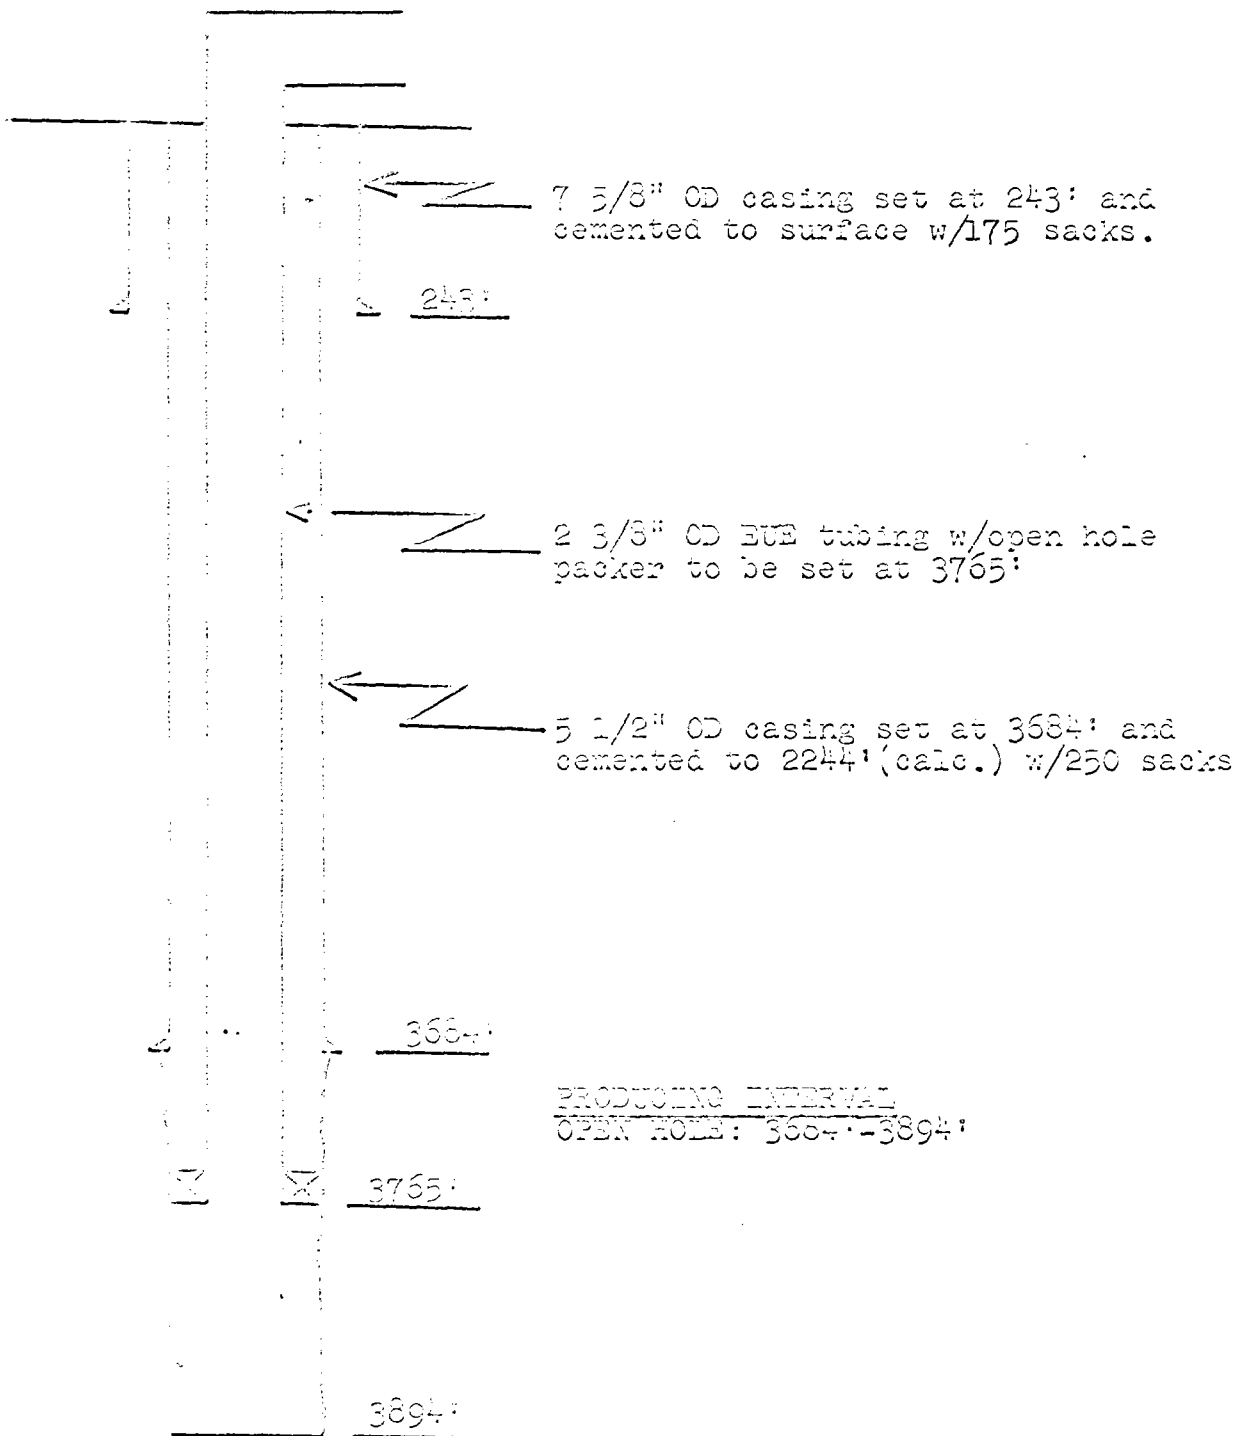 7 5/8" OD casing set at 243' and
cemented to surface w/175 sacks.
243'
2 3/8" OD EUE tubing w/open hole
packer to be set at 3765'
5 1/2" OD casing set at 3684' and
cemented to 2244'(calc.) w/250 sacks
3684'
PRODUCING INTERVAL
OPEN HOLE: 3684'-3894'
3765'
3894'